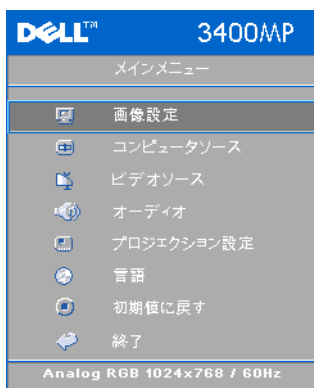 DELL™ 3400MP
メインメニュー
画像設定
コンピュータソース
ビデオソース
オーディオ
プロジェクション設定
言語
初期値に戻す
終了
Analog RGB 1024x768 / 60Hz